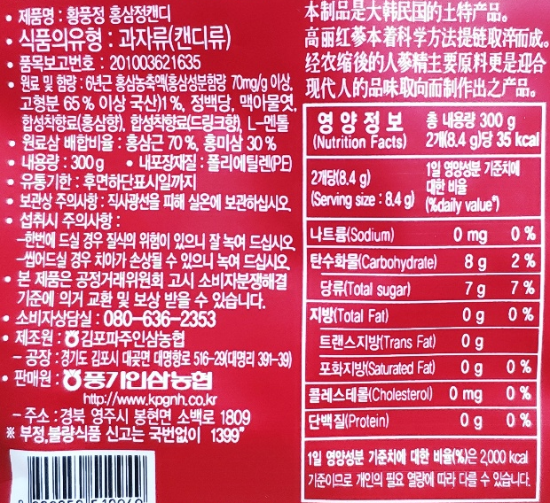 • 제품명 : 황풍정 홍삼정캔디
• 식품의유형 : 과자류(캔디류)
• 품목보고번호 : 201003621635
• 원료 및 함량 : 6년근 홍삼농축액(홍삼성분함량 70mg/g 이상,
고형분 65% 이상 국산)1%, 정백당, 맥아물엿,
합성착향료(홍삼향), 합성착향료(드링크향), L-멘톨
• 원료삼 배합비율 : 홍삼근 70%, 홍미삼 30%
• 내용량 : 300g • 내포장재질 : 폴리에틸렌(PE)
• 유통기한 : 후면하단표시일까지
• 보관상 주의사항 : 직사광선을 피해 실온에 보관하십시오.
• 섭취시 주의사항 :
-한번에 드실 경우 질식의 위험이 있으니 잘 녹여 드십시오.
-씹어드실 경우 치아가 손상될 수 있으니 녹여 드십시오.
• 본 제품은 공정거래위원회 고시 소비자분쟁해결
기준에 의거 교환 및 보상 받을 수 있습니다.
• 소비자상담실 : 080-636-2353
• 제조원 : 김포파주인삼농협
- 공장 : 경기도 김포시 대곶면 대명항로 516-29(대명리 391-39)
• 판매원 : 풍기인삼농협
http://www.kpgnh.co.kr
- 주소 : 경북 영주시 봉현면 소백로 1809
※ 부정,불량식품 신고는 국번없이 1399"
本制品是大韩民国的土特产品。
高丽红参本着科学方法提链取淬而成。
经农缩後的人蔘精主要原料更是迎合
现代人的品味取向而制作出之产品。
영양정보
(Nutrition Facts)
총 내용량 300 g
2개(8.4 g)당 35 kcal
2개당(8.4 g)
(Serving size : 8.4 g)
1일 영양성분 기준치에
대한 비율
(%daily value*)
나트륨(Sodium) 0 mg 0 %
탄수화물(Carbohydrate) 8 g 2 %
당류(Total sugar) 7 g 7 %
지방(Total Fat) 0 g 0 %
트랜스지방(Trans Fat) 0 g
포화지방(Saturated Fat) 0 g 0 %
콜레스테롤(Cholesterol) 0 mg 0 %
단백질(Protein) 0 g 0 %
1일 영양성분 기준치에 대한 비율(%)은 2,000 kcal
기준이므로 개인의 필요 열량에 따라 다를 수 있습니다.